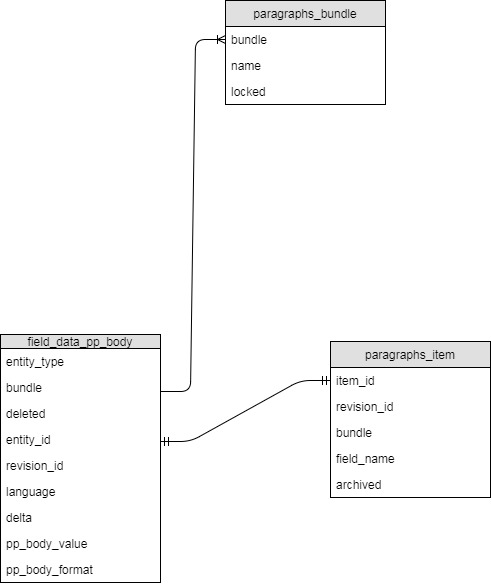 paragraphs_bundle
bundle
name
locked
field_data_pp_body
entity_type
bundle
deleted
entity_id
revision_id
language
delta
pp_body_value
pp_body_format
paragraphs_item
item_id
revision_id
bundle
field_name
archived